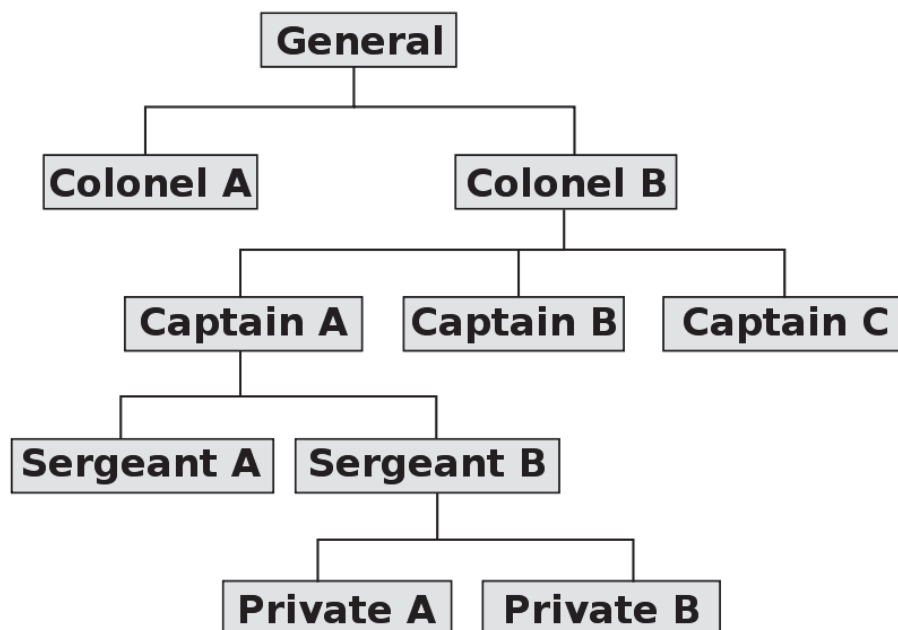 General
Colonel A
Colonel B
Captain A
Captain B
Captain C
Sergeant A
Sergeant B
Private A
Private B